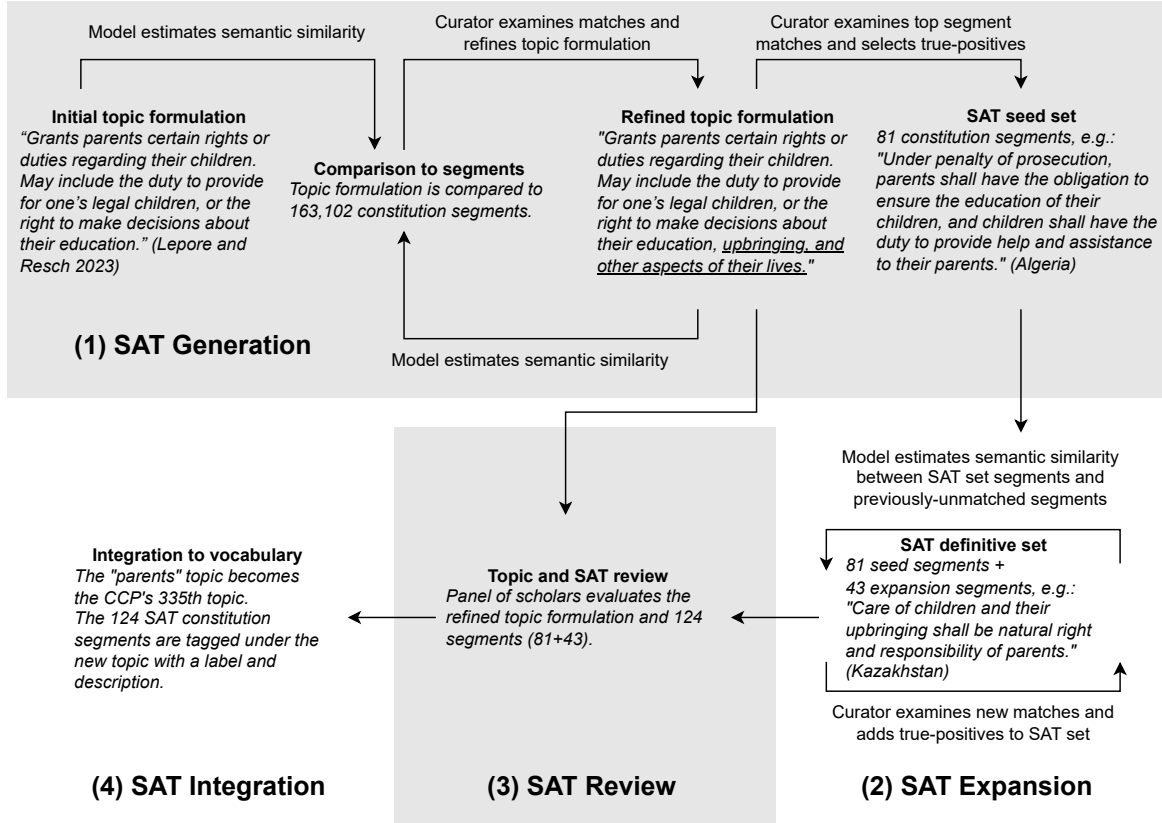 Model estimates semantic similarity
Curator examines matches and
refines topic formulation
Curator examines top segment
matches and selects true-positives
Initial topic formulation
“Grants parents certain rights or
duties regarding their children.
May include the duty to provide
for one’s legal children, or the
right to make decisions about
their education.” (Lepore and
Resch 2023)
Comparison to segments
Topic formulation is compared to
163,102 constitution segments.
Refined topic formulation
"Grants parents certain rights or
duties regarding their children.
May include the duty to provide
for one’s legal children, or the
right to make decisions about
their education, upbringing, and
other aspects of their lives."
SAT seed set
81 constitution segments, e.g.:
"Under penalty of prosecution,
parents shall have the obligation to
ensure the education of their
children, and children shall have the
duty to provide help and assistance
to their parents." (Algeria)
(1) SAT Generation
Model estimates semantic similarity
Model estimates semantic similarity
between SAT set segments and
previously-unmatched segments
SAT definitive set
81 seed segments +
43 expansion segments, e.g.:
"Care of children and their
upbringing shall be natural right
and responsibility of parents."
(Kazakhstan)
Curator examines new matches and
adds true-positives to SAT set
(2) SAT Expansion
Topic and SAT review
Panel of scholars evaluates the
refined topic formulation and 124
segments (81+43).
(3) SAT Review
Integration to vocabulary
The "parents" topic becomes
the CCP's 335th topic.
The 124 SAT constitution
segments are tagged under the
new topic with a label and
description.
(4) SAT Integration